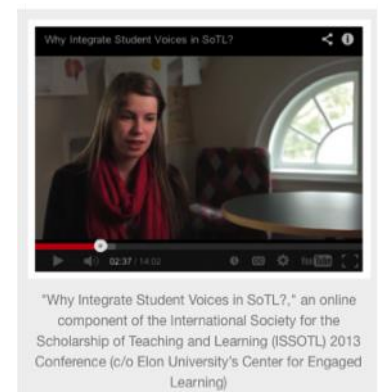 Why Integrate Student Voices in SoTL?
02:37 / 14:02
YouTube
"Why Integrate Student Voices in SoTL?," an online
component of the International Society for the
Scholarship of Teaching and Learning (ISSOTL) 2013
Conference (c/o Elon University's Center for Engaged
Learning)